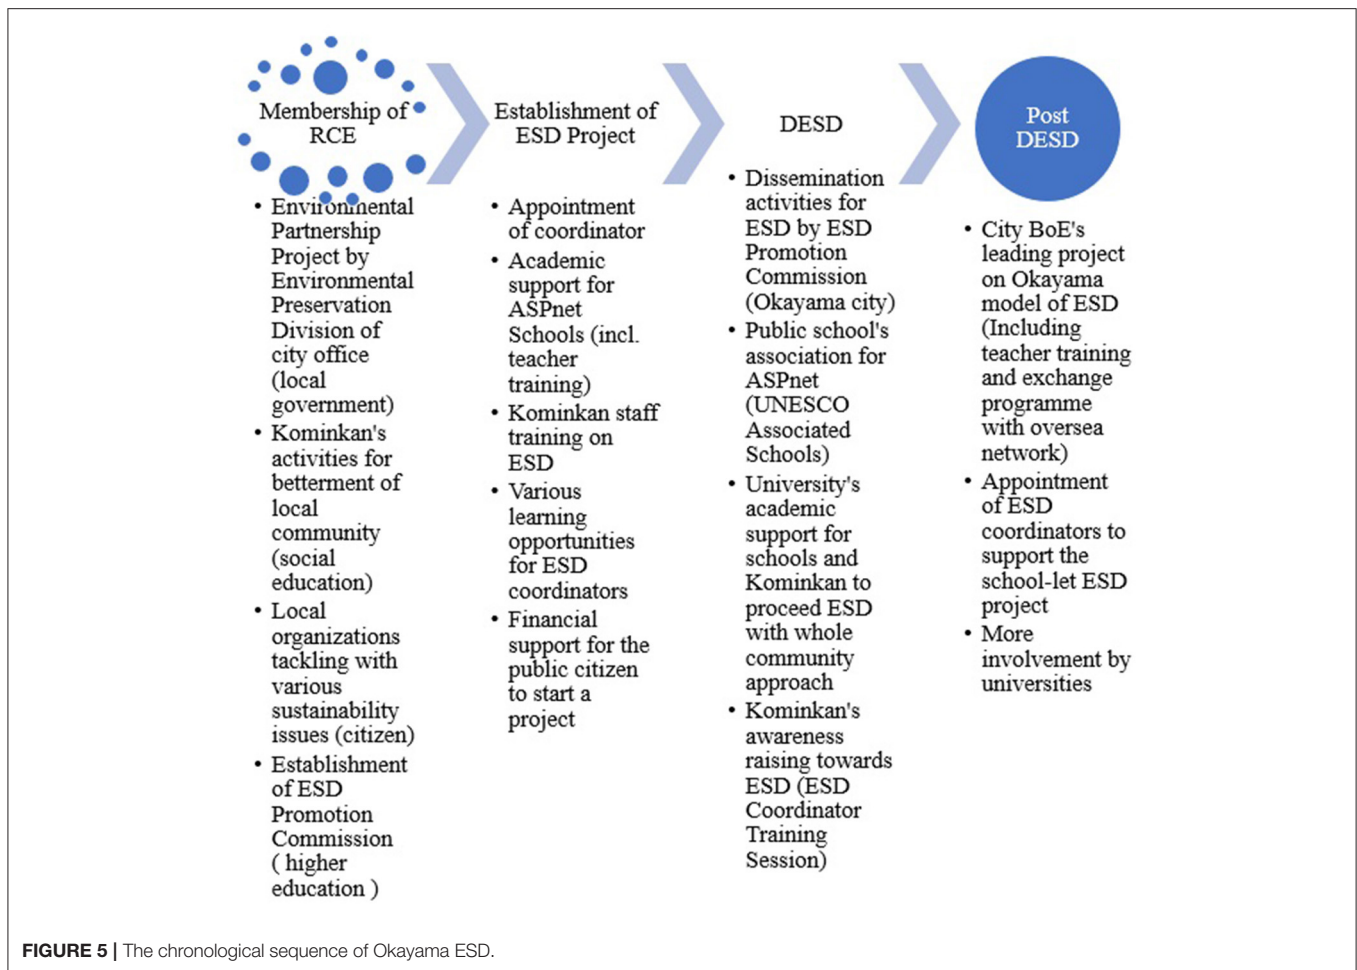 Membership of
RCE
• Environmental
Partnership
Project by
Environmental
Preservation
Division of
city office
(local
government)
• Kominkan's
activities for
betterment of
local
community
(social
education)
• Local
organizations
tackling with
various
sustainability
issues (citizen)
• Establishment
of ESD
Promotion
Commission
( higher
education )
Establishment of
ESD Project
• Appointment
of coordinator
• Academic
support for
ASPnet
Schools (incl.
teacher
training)
• Kominkan staff
training on
ESD
• Various
learning
opportunities
for ESD
coordinators
• Financial
support for the
public citizen
to start a
project
DESD
• Dissemination
activities for
ESD by ESD
Promotion
Commission
(Okayama city)
• Public school's
association for
ASPnet
(UNESCO
Associated
Schools)
• University's
academic
support for
schools and
Kominkan to
proceed ESD
with whole
community
approach
• Kominkan's
awareness
raising towards
ESD (ESD
Coordinator
Training
Session)
Post
DESD
• City BoE's
leading project
on Okayama
model of ESD
(Including
teacher training
and exchange
programme
with oversea
network)
• Appointment
of ESD
coordinators to
support the
school-let ESD
project
• More
involvement by
universities
FIGURE 5 | The chronological sequence of Okayama ESD.